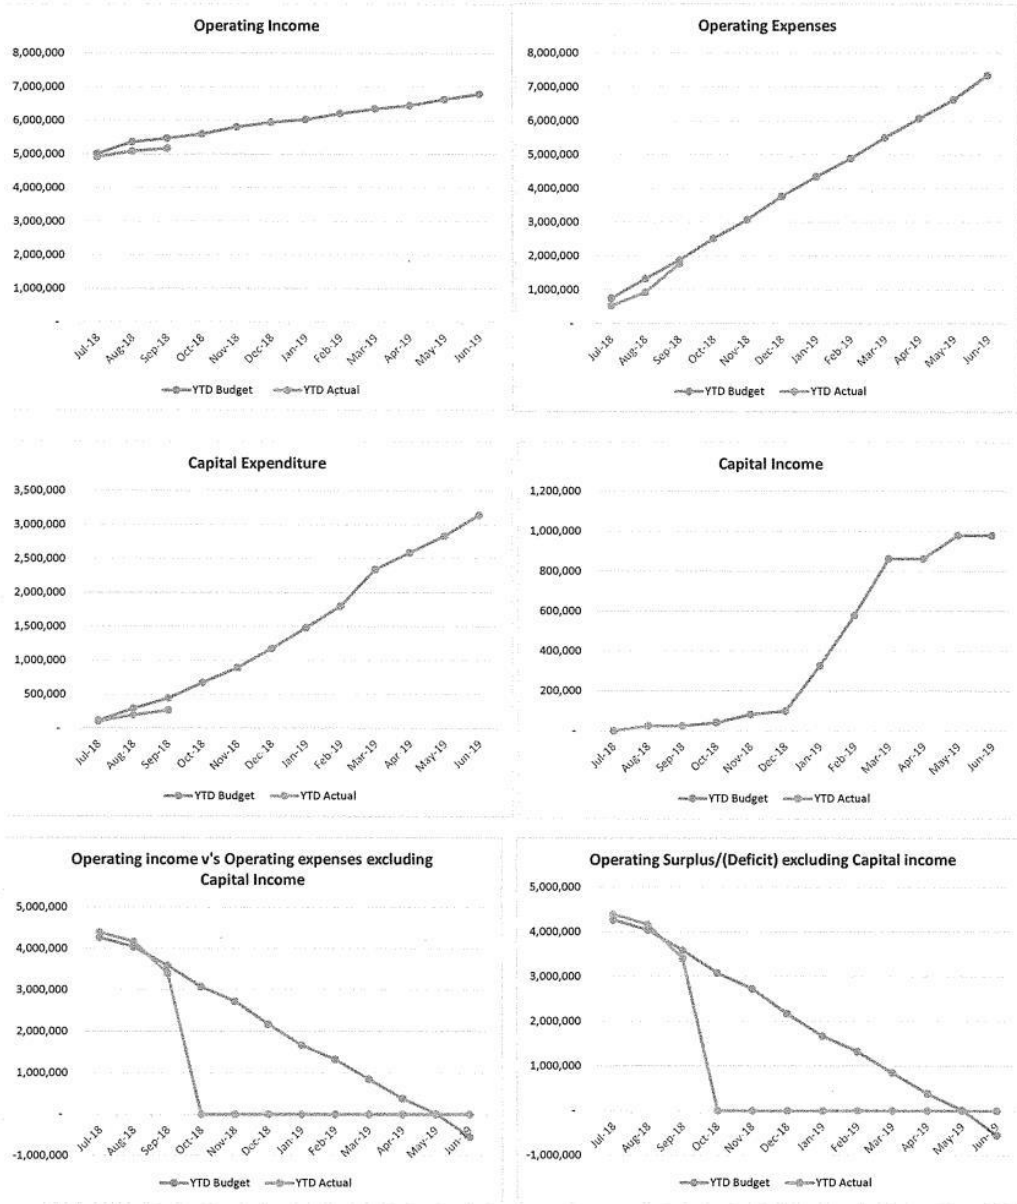 Operating Income
8,000,000
7,000,000
6,000,000
5,000,000
4,000,000
3,000,000
2,000,000
1,000,000
-
Jul-18 Aug-18 Sep-18 Oct-18 Nov-18 Dec-18 Jan-19 Feb-19 Mar-19 Apr-19 May-19 Jun-19
YTD Budget YTD Actual
Operating Expenses
8,000,000
7,000,000
6,000,000
5,000,000
4,000,000
3,000,000
2,000,000
1,000,000
-
Jul-18 Aug-18 Sep-18 Oct-18 Nov-18 Dec-18 Jan-19 Feb-19 Mar-19 Apr-19 May-19 Jun-19
YTD Budget YTD Actual
Capital Expenditure
3,500,000
3,000,000
2,500,000
2,000,000
1,500,000
1,000,000
500,000
-
Jul-18 Aug-18 Sep-18 Oct-18 Nov-18 Dec-18 Jan-19 Feb-19 Mar-19 Apr-19 May-19 Jun-19
YTD Budget YTD Actual
Capital Income
1,200,000
1,000,000
800,000
600,000
400,000
200,000
-
Jul-18 Aug-18 Sep-18 Oct-18 Nov-18 Dec-18 Jan-19 Feb-19 Mar-19 Apr-19 May-19 Jun-19
YTD Budget YTD Actual
Operating income v's Operating expenses excluding
Capital Income
5,000,000
4,000,000
3,000,000
2,000,000
1,000,000
-
-1,000,000
Jul-18 Aug-18 Sep-18 Oct-18 Nov-18 Dec-18 Jan-19 Feb-19 Mar-19 Apr-19 May-19 Jun-19
YTD Budget YTD Actual
Operating Surplus/(Deficit) excluding Capital income
5,000,000
4,000,000
3,000,000
2,000,000
1,000,000
-
-1,000,000
Jul-18 Aug-18 Sep-18 Oct-18 Nov-18 Dec-18 Jan-19 Feb-19 Mar-19 Apr-19 May-19 Jun-19
YTD Budget YTD Actual